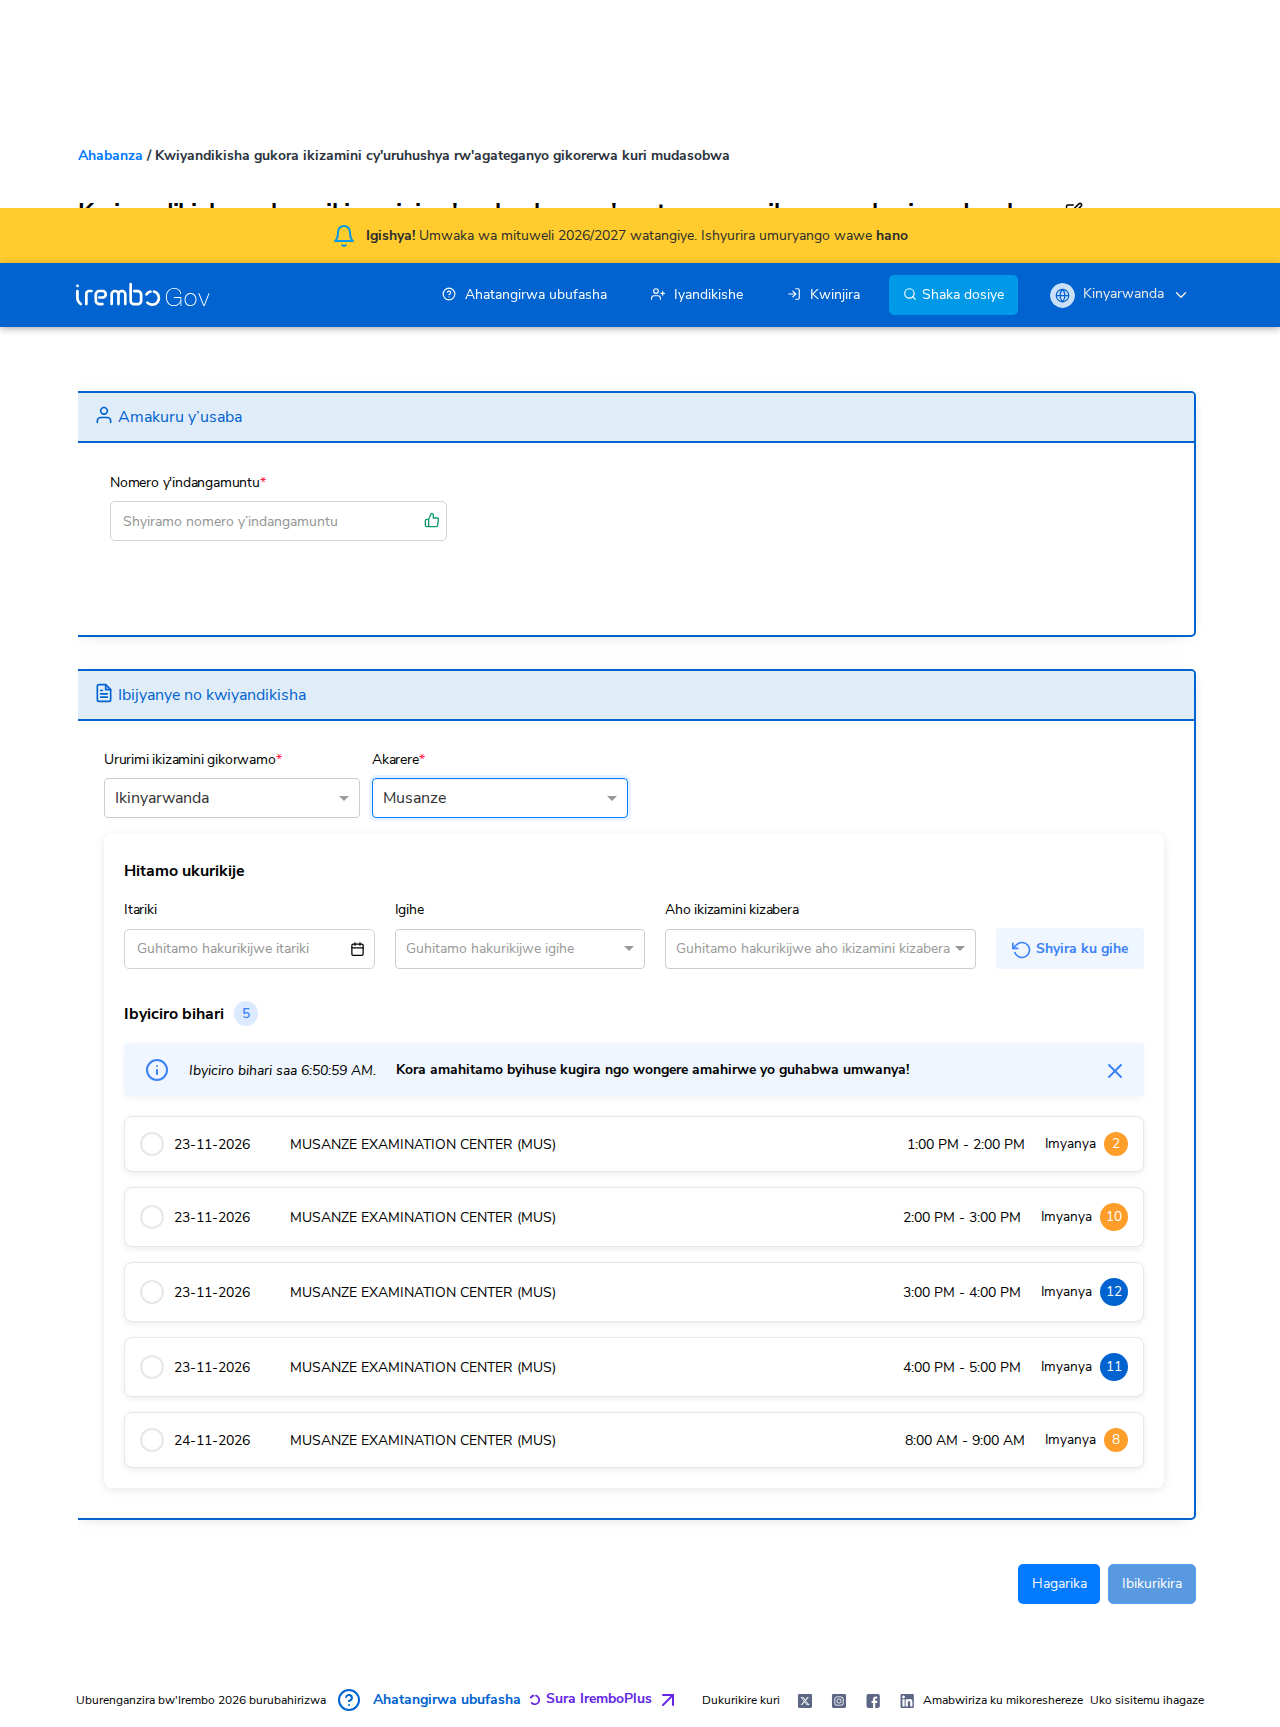 Ahabanza / Kwiyandikisha gukora ikizamini cy'uruhushya rw'agateganyo gikorerwa kuri mudasobwa
Igishya! Umwaka wa mituweli 2026/2027 watangiye. Ishyurira umuryango wawe hano
irembo Gov
Ahatangirwa ubufasha
Iyandikishe
Kwinjira
Shaka dosiye
Kinyarwanda
Amakuru y’usaba
Nomero y'indangamuntu*
Shyiramo nomero y’indangamuntu
Ibijyanye no kwiyandikisha
Ururimi ikizamini gikorwamo* Akarere*
Ikinyarwanda Musanze
Hitamo ukurikije
Itariki Igihe Aho ikizamini kizabera
Guhitamo hakurikijwe itariki Guhitamo hakurikijwe igihe Guhitamo hakurikijwe aho ikizamini kizabera Shyira ku gihe
Ibyiciro bihari 5
Ibyiciro bihari saa 6:50:59 AM. Kora amahitamo byihuse kugira ngo wongere amahirwe yo guhabwa umwanya!
23-11-2026 MUSANZE EXAMINATION CENTER (MUS) 1:00 PM - 2:00 PM Imyanya 2
23-11-2026 MUSANZE EXAMINATION CENTER (MUS) 2:00 PM - 3:00 PM Imyanya 10
23-11-2026 MUSANZE EXAMINATION CENTER (MUS) 3:00 PM - 4:00 PM Imyanya 12
23-11-2026 MUSANZE EXAMINATION CENTER (MUS) 4:00 PM - 5:00 PM Imyanya 11
24-11-2026 MUSANZE EXAMINATION CENTER (MUS) 8:00 AM - 9:00 AM Imyanya 8
Hagarika Ibikurikira
Uburenganzira bw'Irembo 2026 burubahirizwa Ahatangirwa ubufasha Sura IremboPlus Dukurikire kuri Amabwiriza ku mikoreshereze Uko sisitemu ihagaze